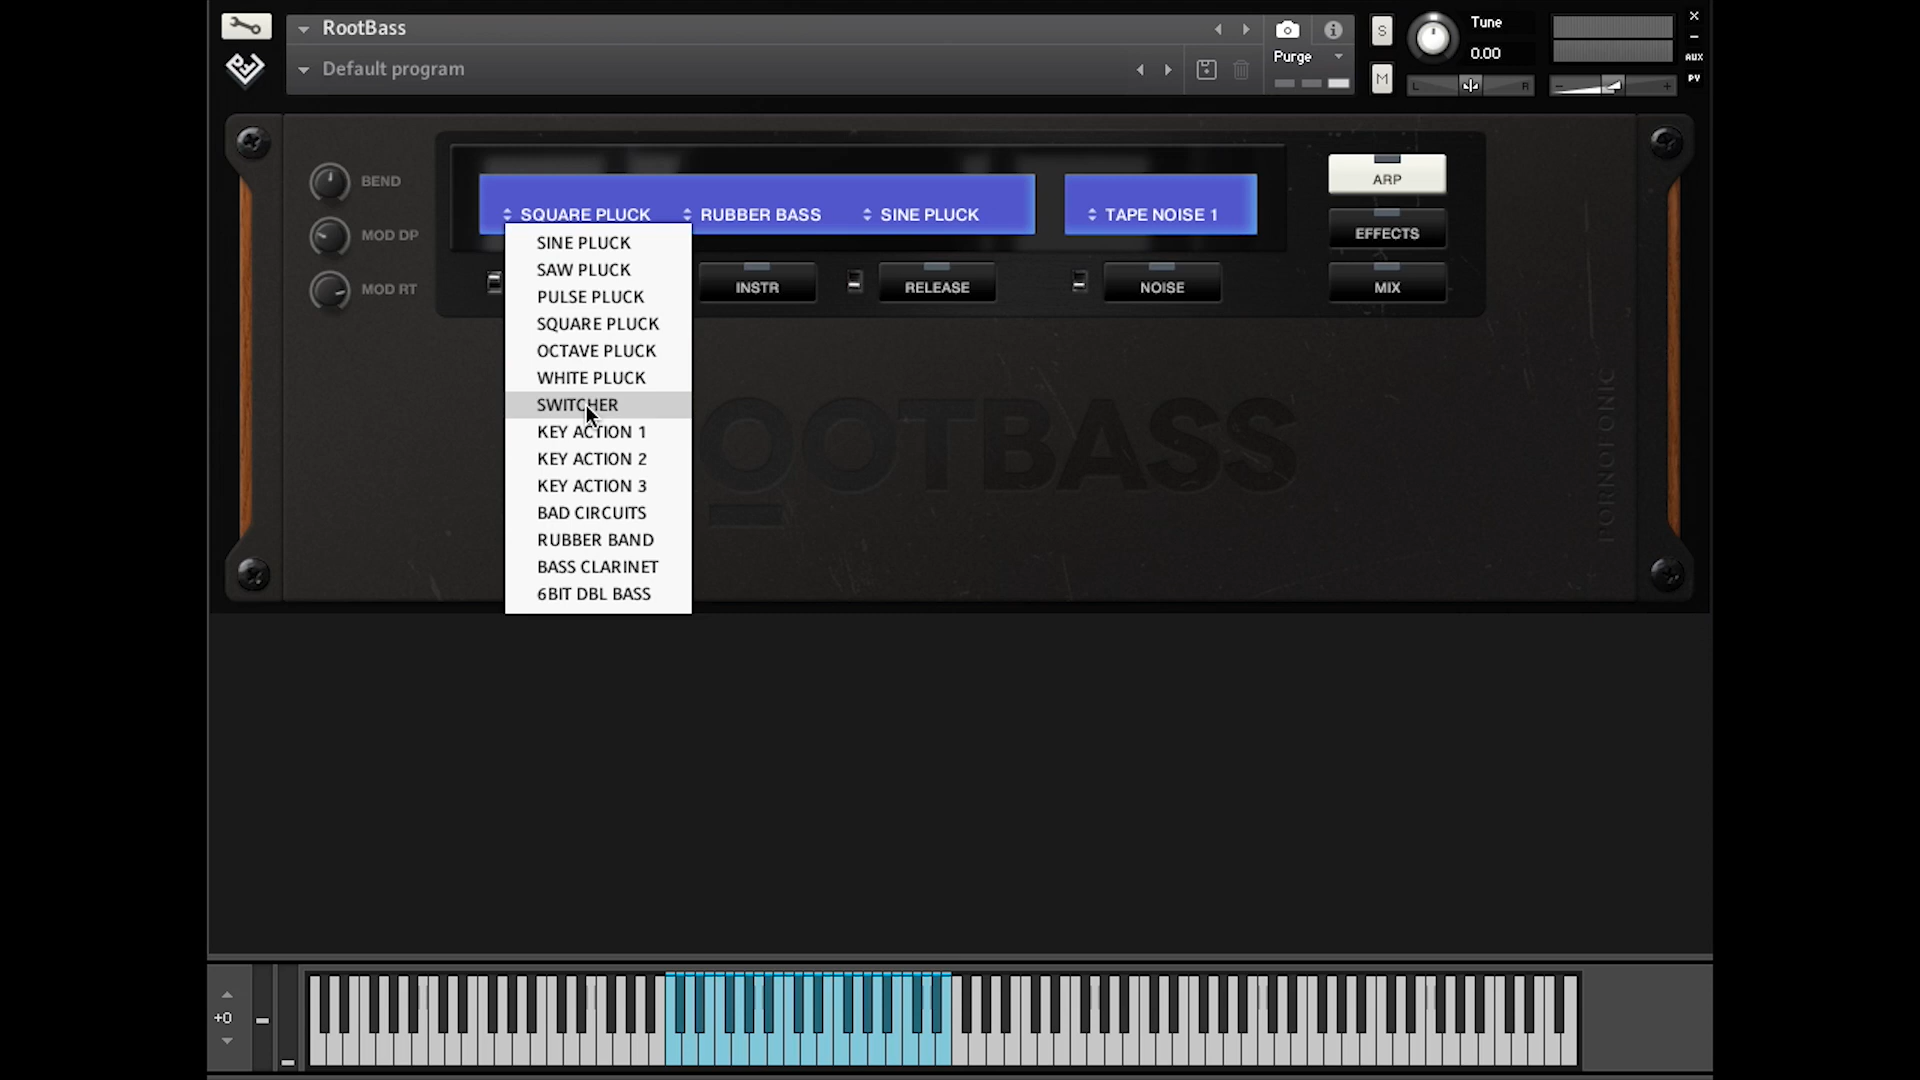 RootBass
Default program
Purge
S
M
Tune
0.00
L
R
AUX
PV
BEND
MOD DP
MOD RT
SQUARE PLUCK
RUBBER BASS
SINE PLUCK
TAPE NOISE 1
INSTR
RELEASE
NOISE
ARP
EFFECTS
MIX
SINE PLUCK
SAW PLUCK
PULSE PLUCK
SQUARE PLUCK
OCTAVE PLUCK
WHITE PLUCK
SWITCHER
KEY ACTION 1
KEY ACTION 2
KEY ACTION 3
BAD CIRCUITS
RUBBER BAND
BASS CLARINET
6BIT DBL BASS
OOTBASS
PORNOFONIC
+0